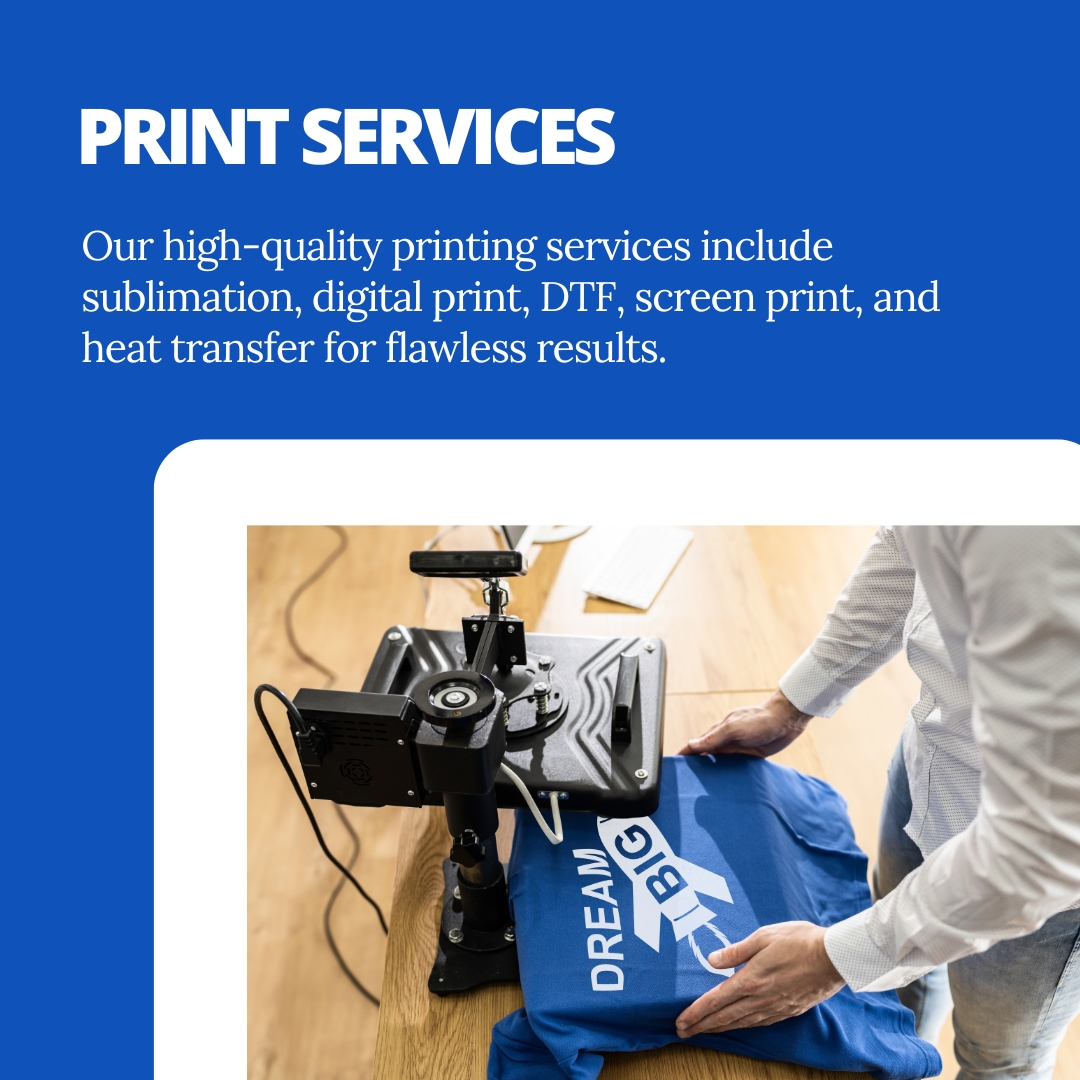 PRINT SERVICES
Our high-quality printing services include
sublimation, digital print, DTF, screen print, and
heat transfer for flawless results.
DREAM
BIG